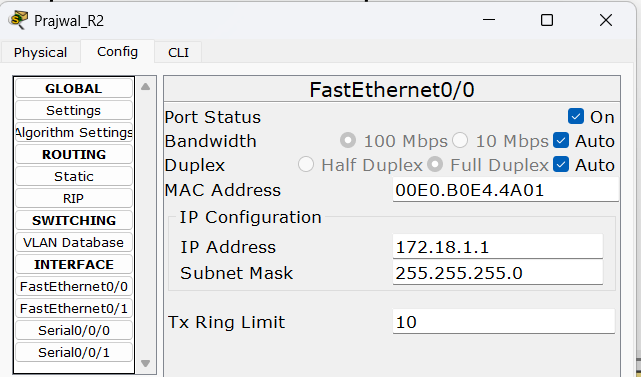 Prajwal_R2
Physical Config CLI
GLOBAL
Settings
Algorithm Settings
ROUTING
Static
RIP
SWITCHING
VLAN Database
INTERFACE
FastEthernet0/0
FastEthernet0/1
Serial0/0/0
Serial0/0/1
FastEthernet0/0
Port Status On
Bandwidth 100 Mbps 10 Mbps Auto
Duplex Half Duplex Full Duplex Auto
MAC Address 00E0.B0E4.4A01
IP Configuration
IP Address 172.18.1.1
Subnet Mask 255.255.255.0
Tx Ring Limit 10